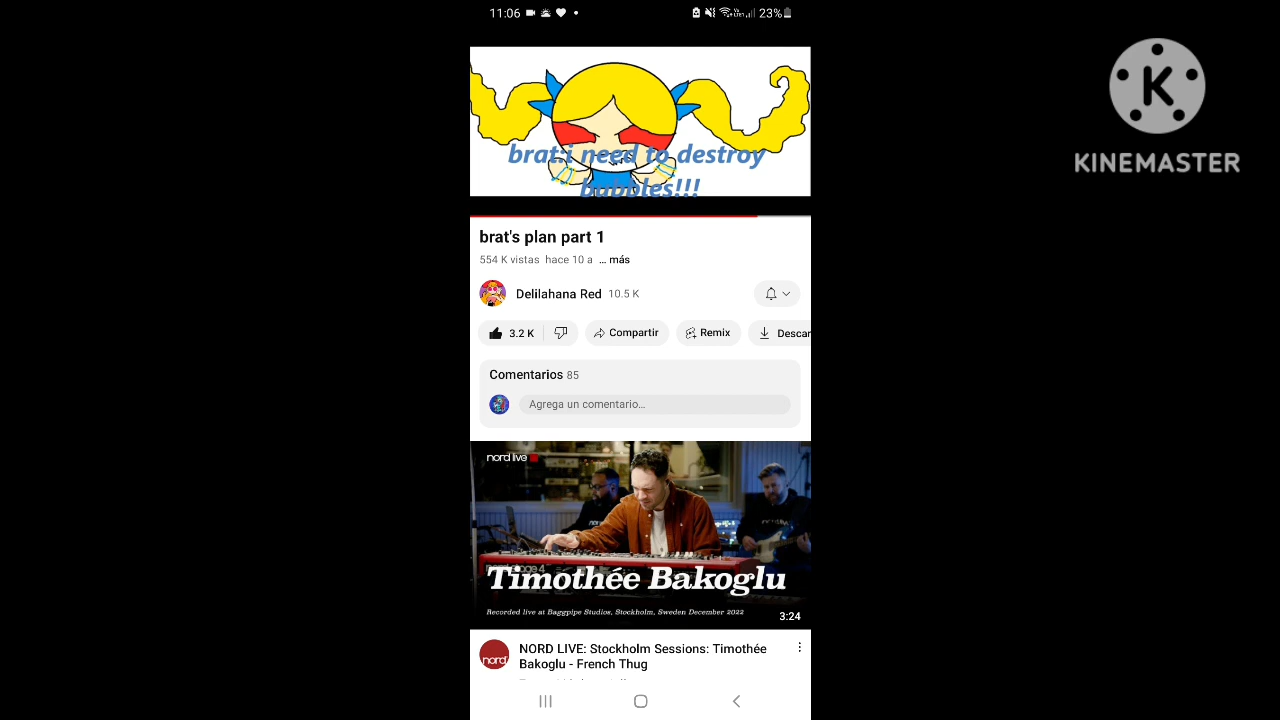 11:06
23%
KINEMASTER
brat:i need to destroy
bubbles!!!
brat's plan part 1
554 K vistas hace 10 a ... más
Delilahana Red 10.5 K
3.2 K
Compartir
Remix
Descar
Comentarios 85
Agrega un comentario...
nord live
Timothée Bakoglu
Recorded live at Baggpipe Studios, Stockholm, Sweden December 2022
3:24
nord
NORD LIVE: Stockholm Sessions: Timothée
Bakoglu - French Thug